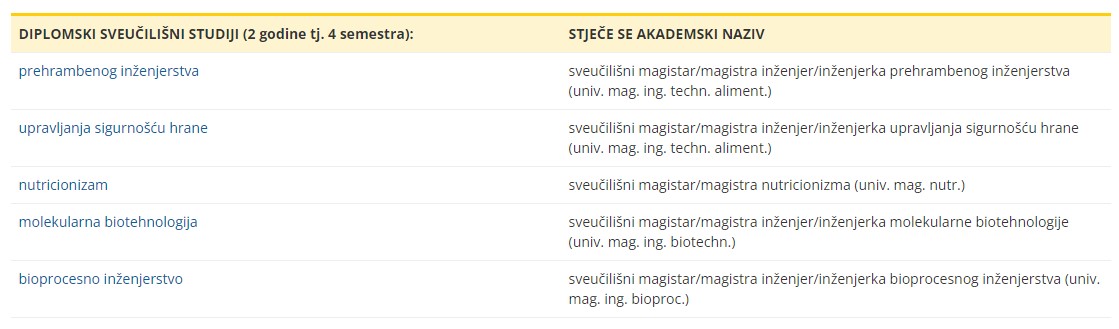 DIPLOMSKI SVEUČILIŠNI STUDIJI (2 godine tj. 4 semestra):
STJEČE SE AKADEMSKI NAZIV
prehrambenog inženjerstva
sveučilišni magistar/magistra inženjer/inženjerka prehrambenog inženjerstva
(univ. mag. ing. techn. aliment.)
upravljanja sigurnošću hrane
sveučilišni magistar/magistra inženjer/inženjerka upravljanja sigurnošću hrane
(univ. mag. ing. techn. aliment.)
nutricionizam
sveučilišni magistar/magistra nutricionizma (univ. mag. nutr.)
molekularna biotehnologija
sveučilišni magistar/magistra inženjer/inženjerka molekularne biotehnologije
(univ. mag. ing. biotechn.)
bioprocesno inženjerstvo
sveučilišni magistar/magistra inženjer/inženjerka bioprocesnog inženjerstva (univ.
mag. ing. bioproc.)